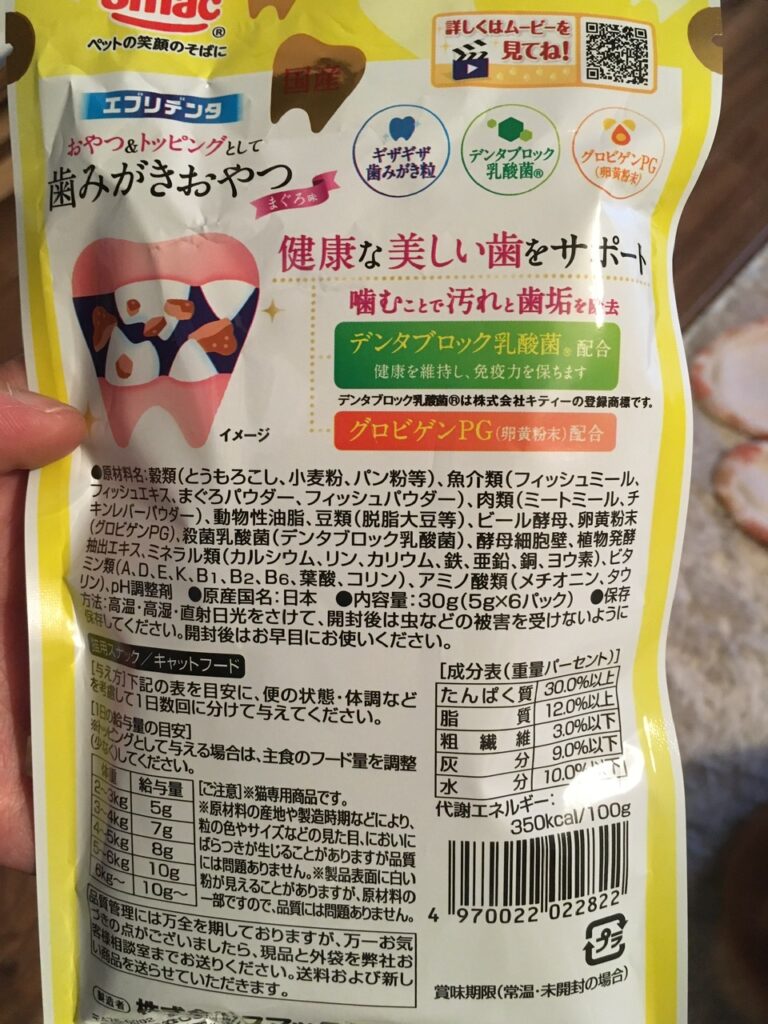 smac®
ペットの笑顔のそばに
国産
詳しくはムービーを
見てね!
エブリデンタ
おやつ&トッピングとして
歯みがきおやつ
まぐろ味
ギザギザ
歯みがき粒
デンタブロック
乳酸菌®
グロビゲンPG
(卵黄粉末)
健康な美しい歯をサポート
噛むことで汚れと歯垢を除去
デンタブロック乳酸菌®配合
健康を維持し、免疫力を保ちます
デンタブロック乳酸菌®は株式会社キティーの登録商標です。
グロビゲンPG(卵黄粉末)配合
イメージ
●原材料名:穀類(とうもろこし、小麦粉、パン粉等)、魚介類(フィッシュミール、
フィッシュエキス、まぐろパウダー、フィッシュパウダー)、肉類(ミートミール、チ
キンレバーパウダー)、動物性油脂、豆類(脱脂大豆等)、ビール酵母、卵黄粉末
(グロビゲンPG)、殺菌乳酸菌(デンタブロック乳酸菌)、酵母細胞壁、植物発酵
抽出エキス、ミネラル類(カルシウム、リン、カリウム、鉄、亜鉛、銅、ヨウ素)、ビタ
ミン類(A、D、E、K、B1、B2、B6、葉酸、コリン)、アミノ酸類(メチオニン、タウ
リン)、pH調整剤 ●原産国名:日本 ●内容量:30g(5g×6パック) ●保存
方法:高温・高湿・直射日光をさけて、開封後は虫などの被害を受けないように
保存してください。開封後はお早目にお使いください。
猫用スナック/キャットフード
[与え方]下記の表を目安に、便の状態・体調など
を考慮して1日数回に分けて与えてください。
[1日の給与量の目安]
※トッピングとして与える場合は、主食のフード量を調整
(少なく)してください。
体重 給与量
2~3kg 5g
3~4kg 7g
4~5kg 8g
5~6kg 10g
6kg~ 10g~
[ご注意]※猫専用商品です。
※原材料の産地や製造時期などにより、
粒の色やサイズなどの見た目、においに
ばらつきが生じることがありますが品質
には問題ありません。※製品表面に白い
粉が見えることがありますが、原材料の
一部ですので、品質には問題ありません。
[成分表(重量パーセント)]
たんぱく質 30.0%以上
脂質 12.0%以上
粗繊維 3.0%以下
灰分 9.0%以下
水分 10.0%以下
代謝エネルギー:
350kcal/100g
4 970022 022822
プラ
品質管理には万全を期しておりますが、万一お気
づきの点がございましたら、現品と外袋を弊社お
客様相談室までお送りください。送料および新し
い商品を送らせていただきます。
賞味期限(常温・未開封の場合)
製造者 株式会社スマック